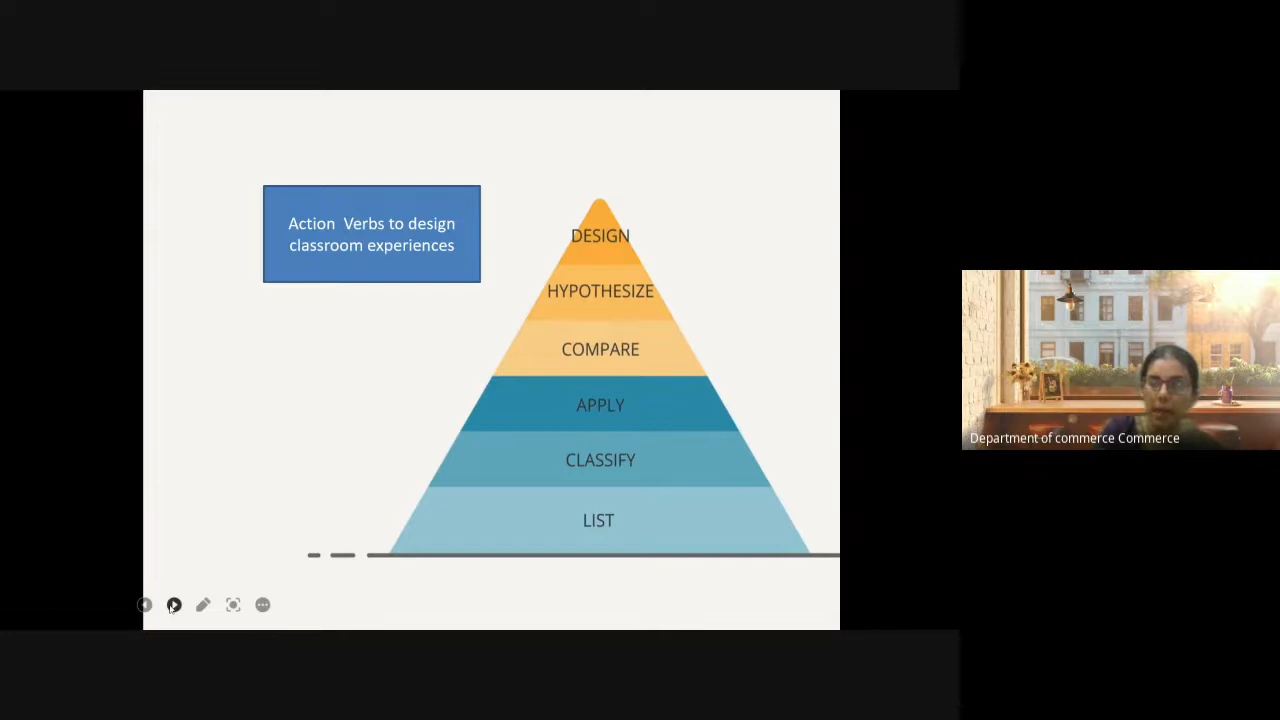 Action  Verbs to design
classroom experiences
DESIGN
HYPOTHESIZE
COMPARE
APPLY
CLASSIFY
LIST
Department of commerce Commerce